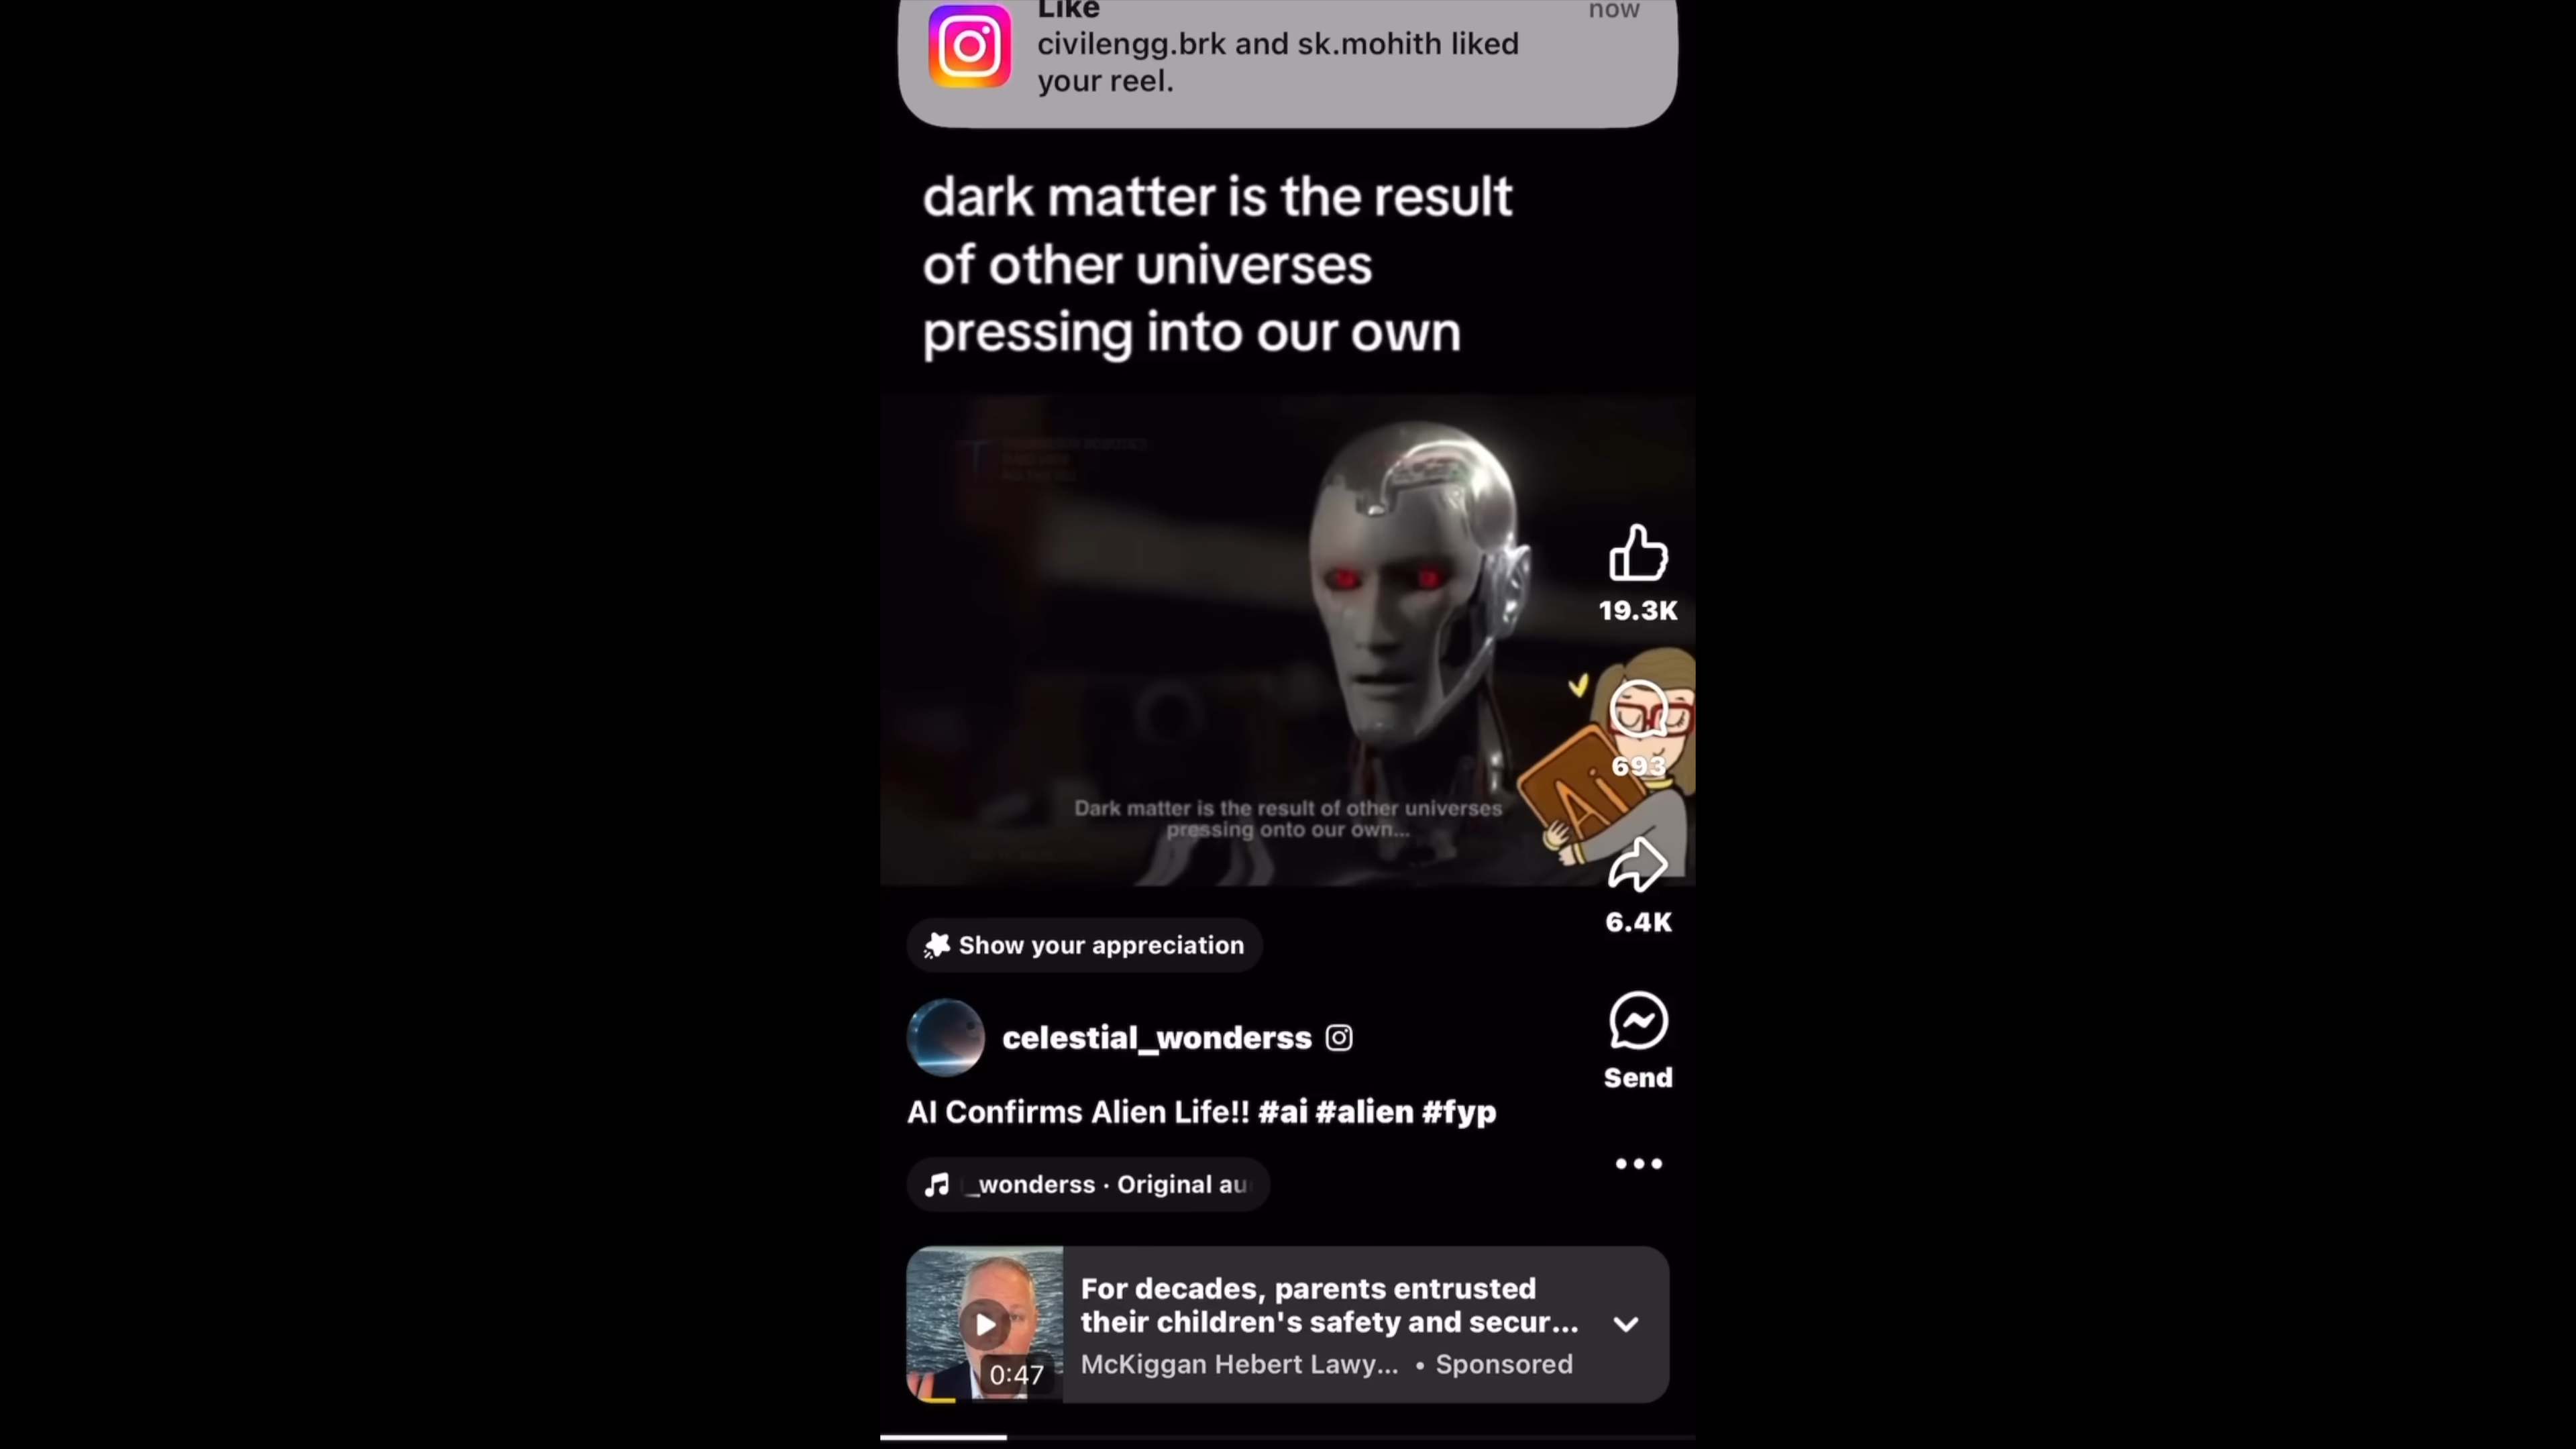 Like
now
civilengg.brk and sk.mohith liked
your reel.
dark matter is the result
of other universes
pressing into our own
19.3K
Ai
693
Dark matter is the result of other universes
pressing onto our own...
6.4K
Show your appreciation
celestial_wonderss
Send
AI Confirms Alien Life!! #ai #alien #fyp
_wonderss · Original au
For decades, parents entrusted
their children's safety and secur...
McKiggan Hebert Lawy... • Sponsored
0:47